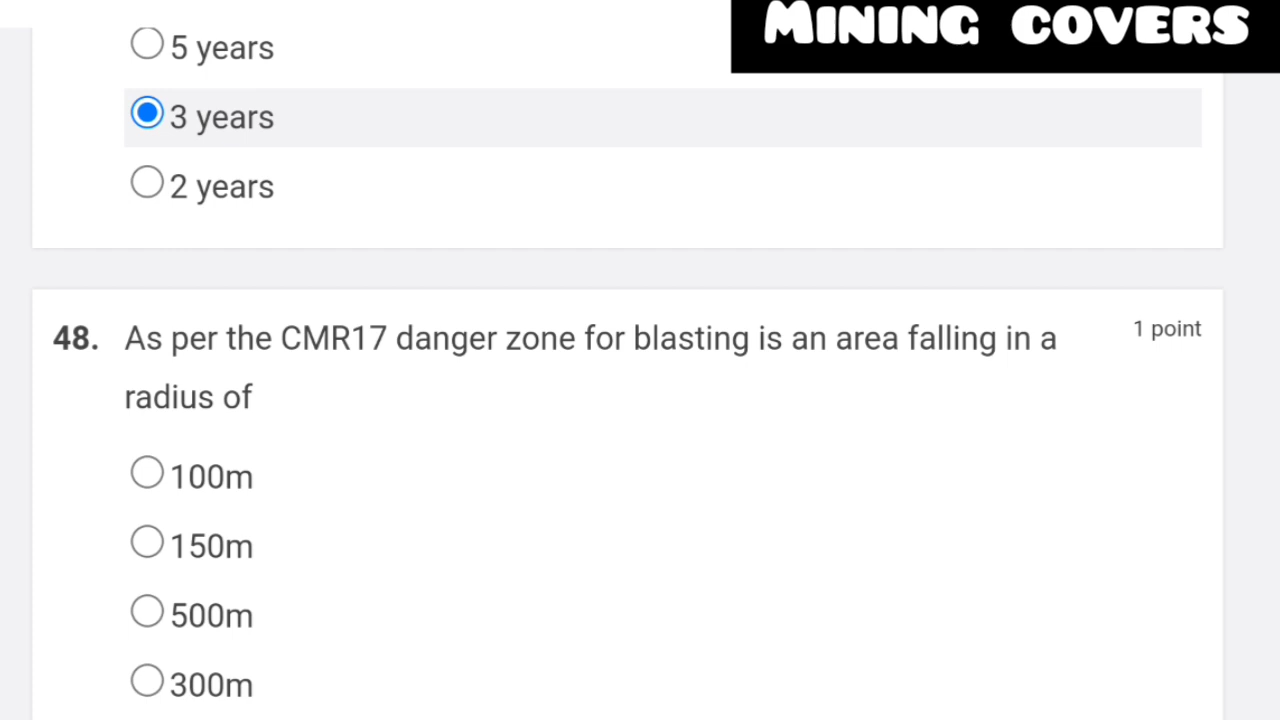 MINING COVERS
5 years
3 years
2 years
48. As per the CMR17 danger zone for blasting is an area falling in a 1 point
radius of
100m
150m
500m
300m